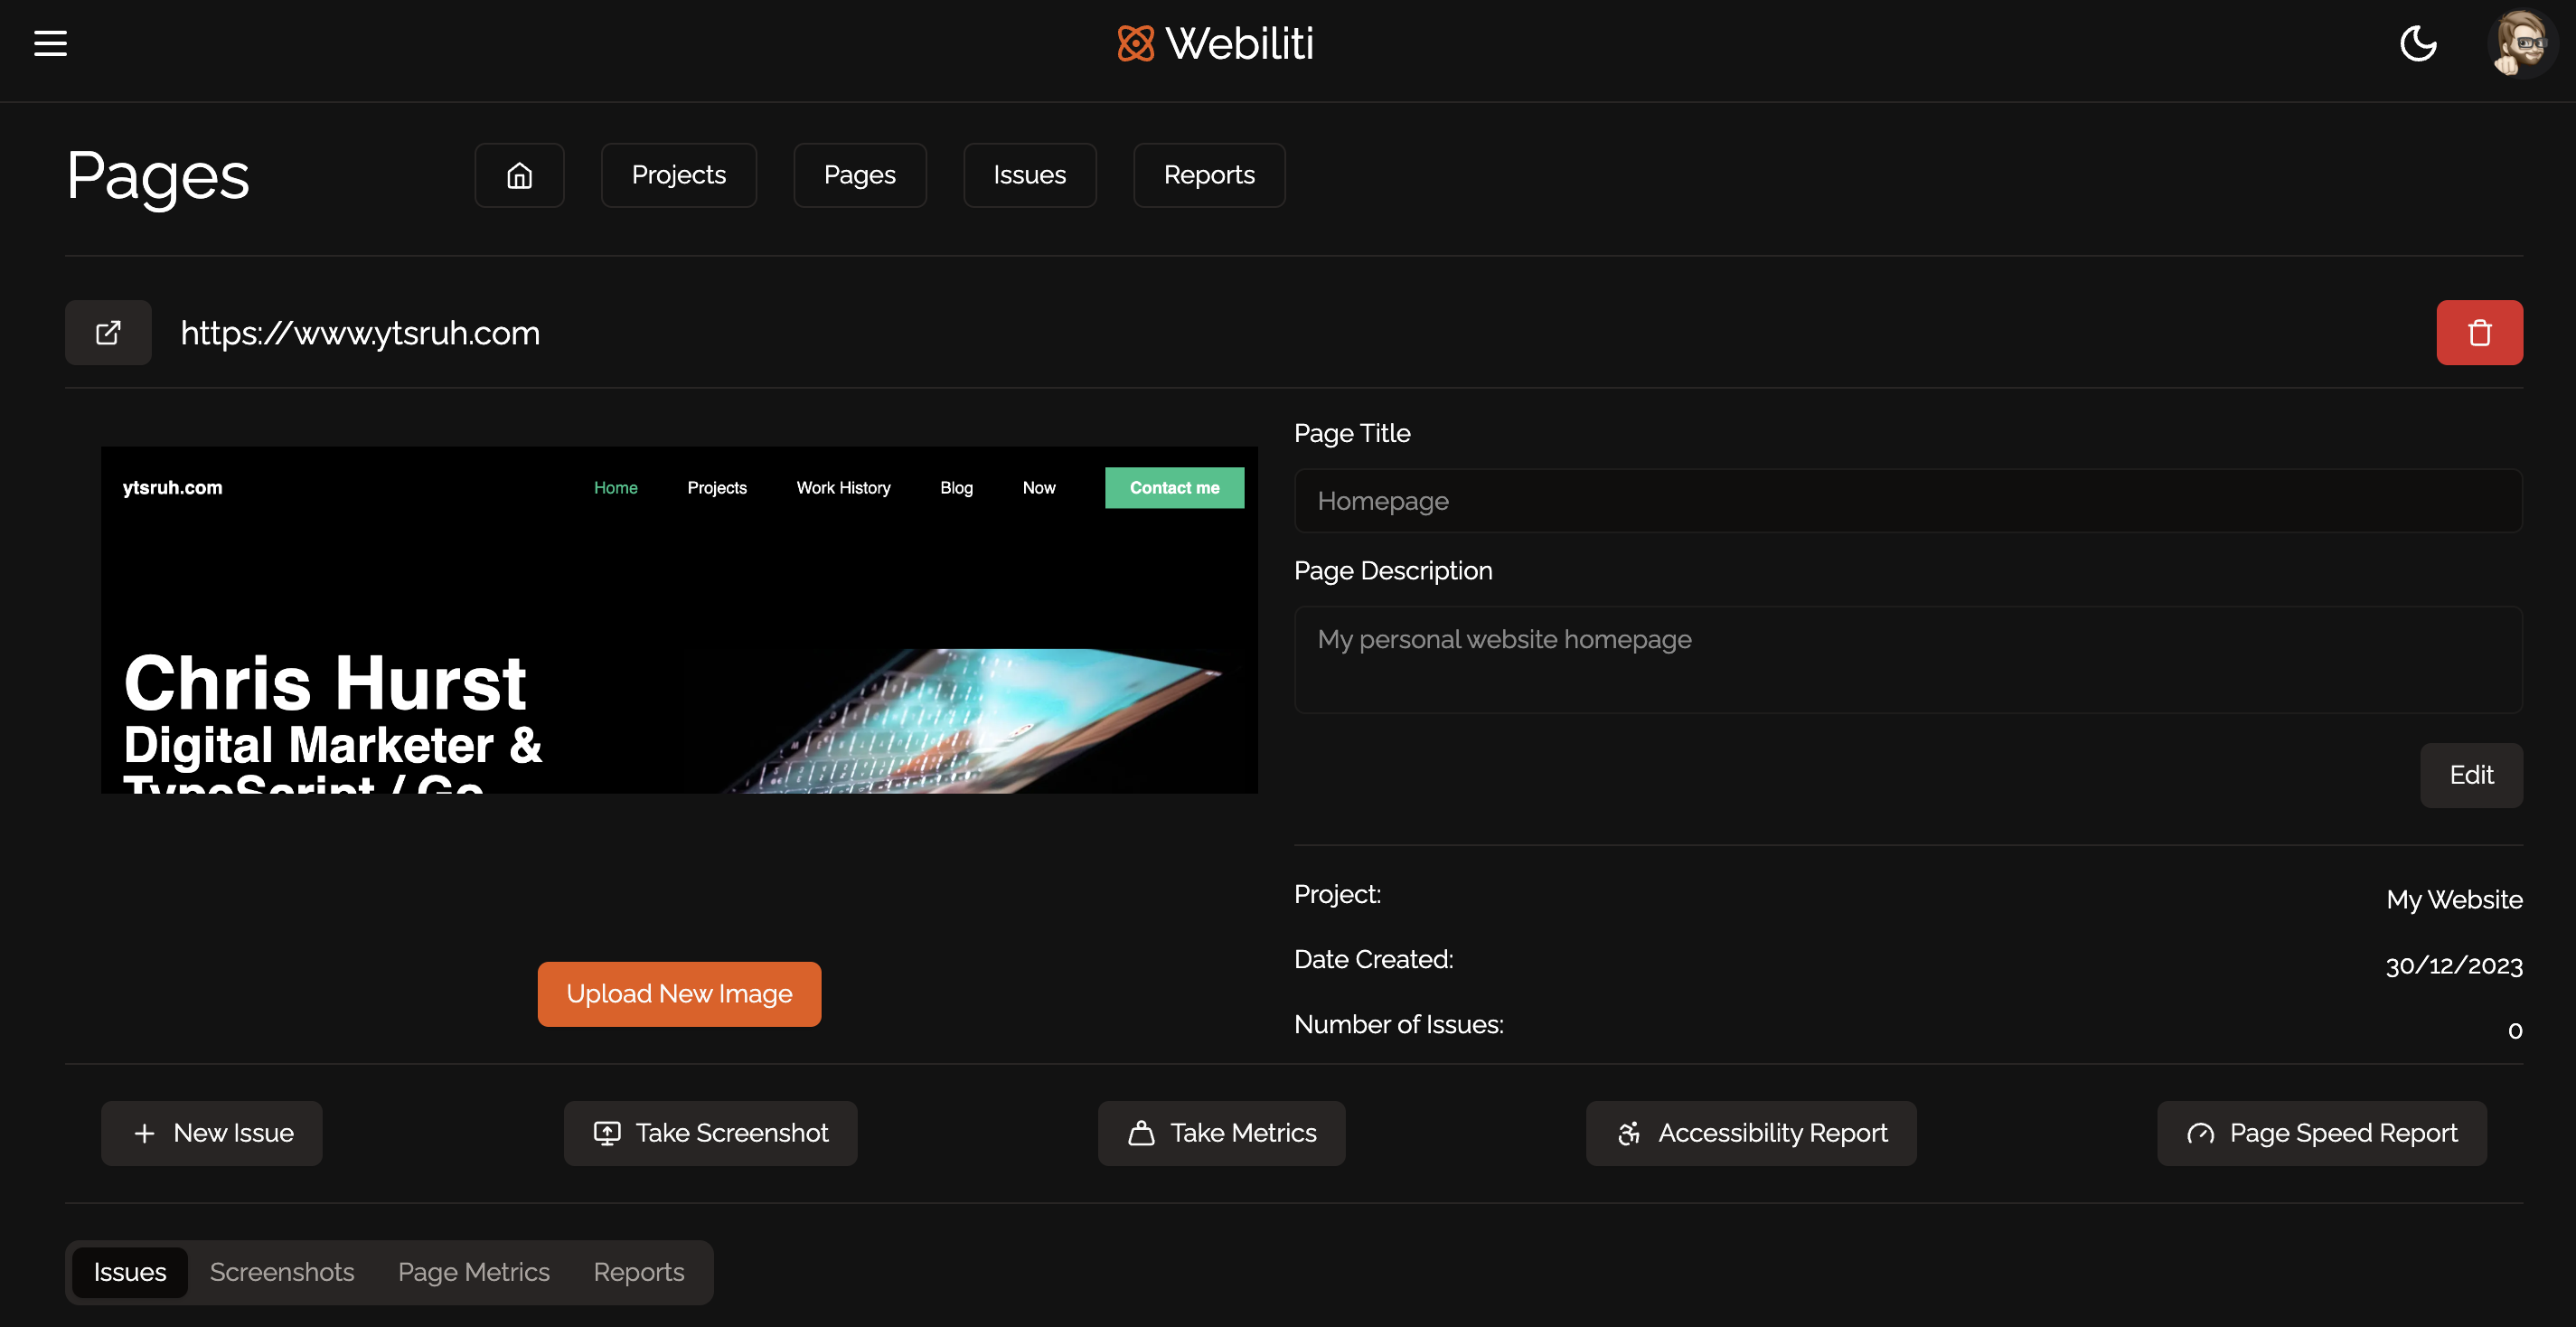 Webiliti
Pages
Projects
Pages
Issues
Reports
https://www.ytsruh.com
ytsruh.com
Home
Projects
Work History
Blog
Now
Contact me
Chris Hurst
Digital Marketer &
TypeScript / Go
Upload New Image
Page Title
Homepage
Page Description
My personal website homepage
Edit
Project:
My Website
Date Created:
30/12/2023
Number of Issues:
0
New Issue
Take Screenshot
Take Metrics
Accessibility Report
Page Speed Report
Issues
Screenshots
Page Metrics
Reports